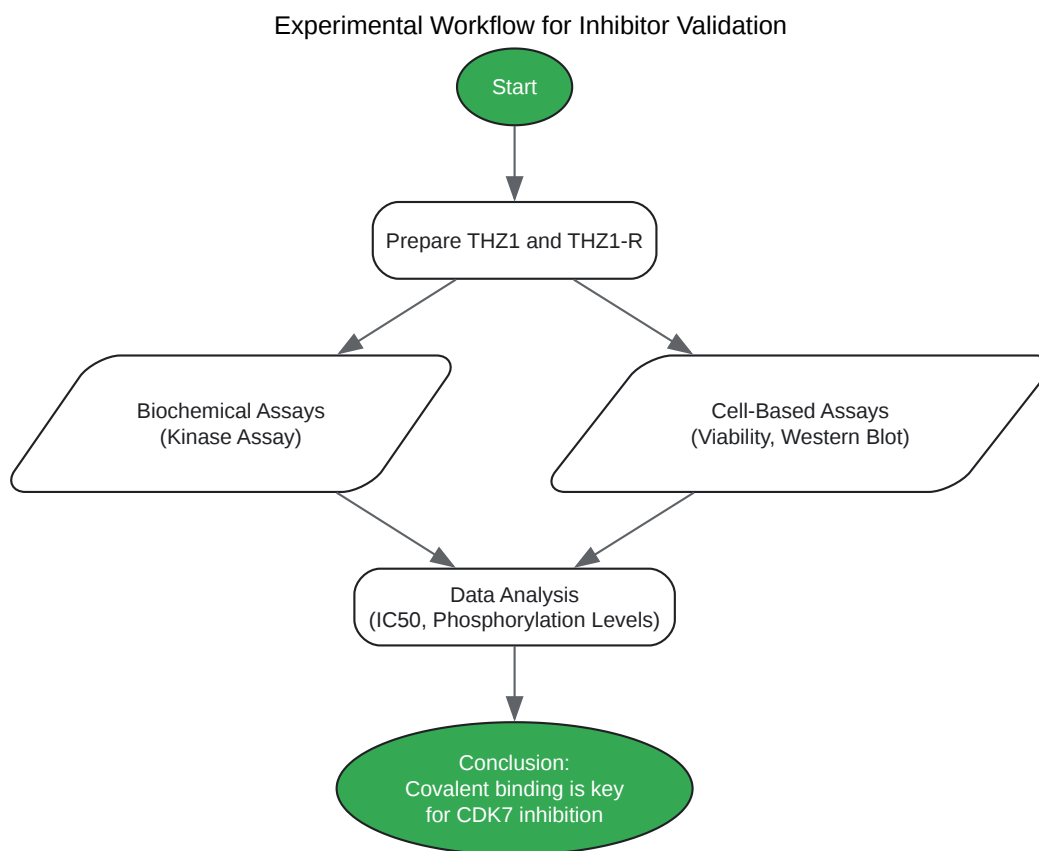 Experimental Workflow for Inhibitor Validation
Start
Prepare THZ1 and THZ1-R
Biochemical Assays
(Kinase Assay)
Cell-Based Assays
(Viability, Western Blot)
Data Analysis
(IC50, Phosphorylation Levels)
Conclusion:
Covalent binding is key
for CDK7 inhibition